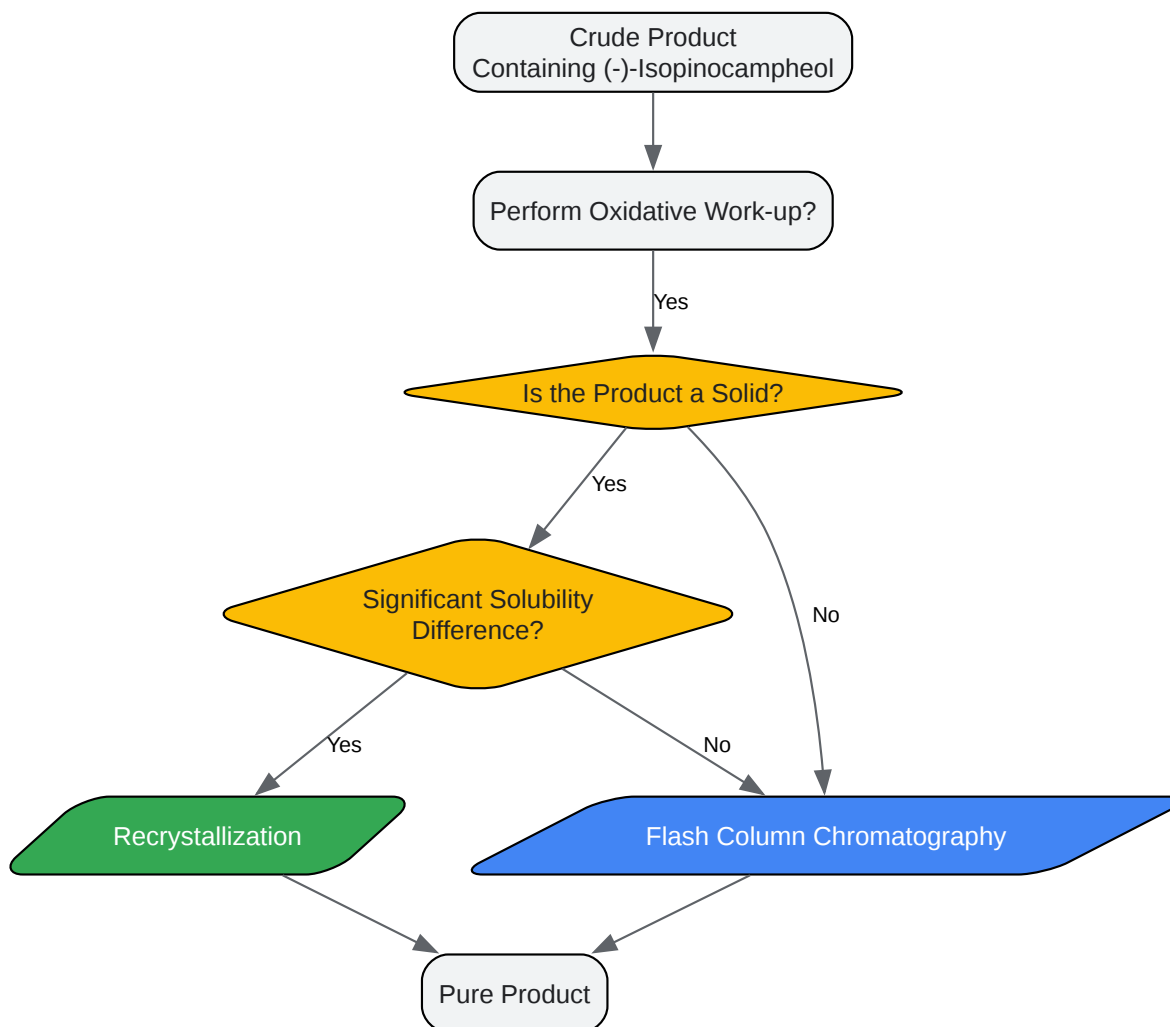 Crude Product
Containing (-)-Isopinocampheol
Perform Oxidative Work-up?
Yes
Is the Product a Solid?
Yes
Significant Solubility
Difference?
No
Yes
No
Recrystallization
Flash Column Chromatography
Pure Product